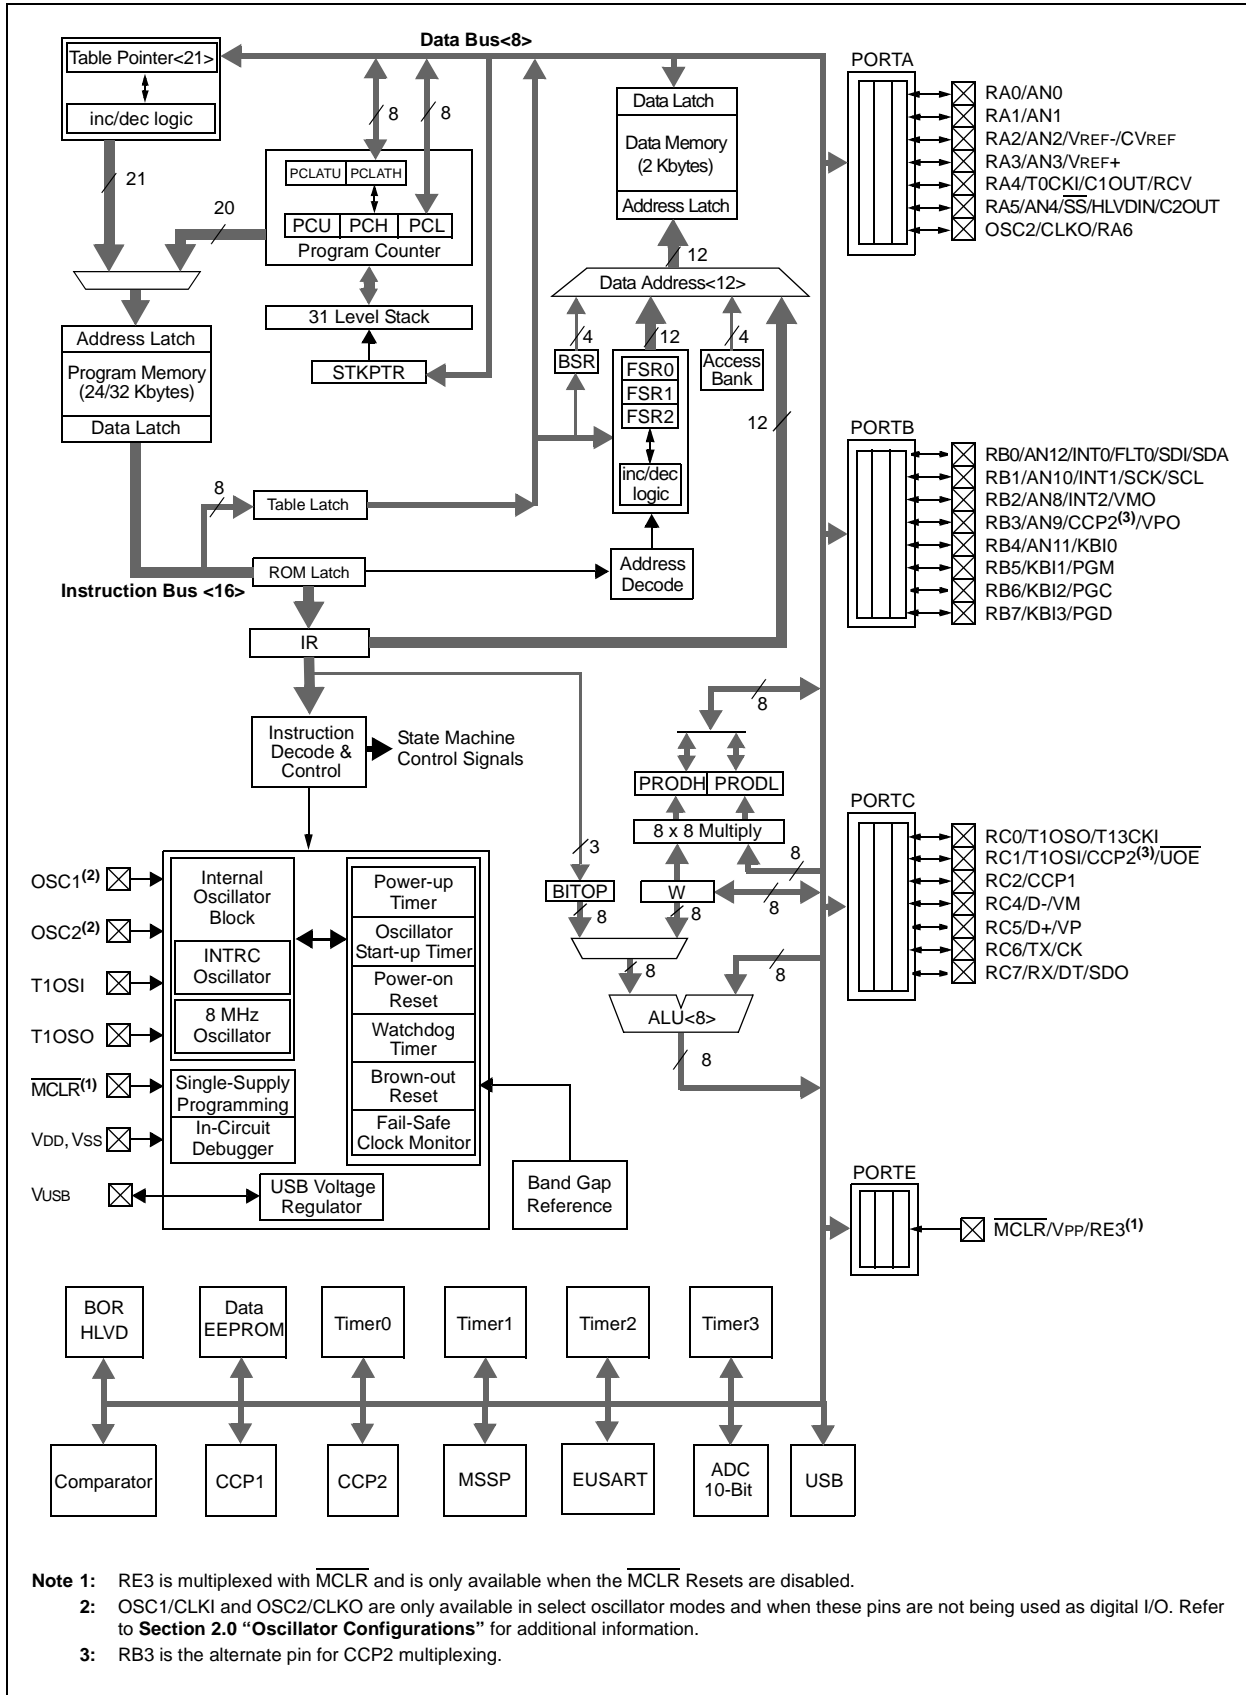 Data Bus<8>
Table Pointer<21>
inc/dec logic
21
20
8
8
PCLATU PCLATH
PCU PCH PCL
Program Counter
31 Level Stack
STKPTR
Address Latch
Program Memory
(24/32 Kbytes)
Data Latch
8
Table Latch
ROM Latch
Instruction Bus <16>
IR
Data Latch
Data Memory
(2 Kbytes)
Address Latch
12
Data Address<12>
4
12
4
BSR
FSR0
FSR1
FSR2
inc/dec
logic
Access
Bank
12
Address
Decode
Instruction
Decode &
Control
State Machine
Control Signals
8
PRODH PRODL
8 x 8 Multiply
3
8
BITOP
W
8
8
8
8
8
ALU<8>
8
OSC1(2)
OSC2(2)
T1OSI
T1OSO
MCLR(1)
VDD, VSS
VUSB
Internal
Oscillator
Block
INTRC
Oscillator
8 MHz
Oscillator
Single-Supply
Programming
In-Circuit
Debugger
USB Voltage
Regulator
Power-up
Timer
Oscillator
Start-up Timer
Power-on
Reset
Watchdog
Timer
Brown-out
Reset
Fail-Safe
Clock Monitor
Band Gap
Reference
PORTA
RA0/AN0
RA1/AN1
RA2/AN2/VREF-/CVREF
RA3/AN3/VREF+
RA4/T0CKI/C1OUT/RCV
RA5/AN4/SS/HLVDIN/C2OUT
OSC2/CLKO/RA6
PORTB
RB0/AN12/INT0/FLT0/SDI/SDA
RB1/AN10/INT1/SCK/SCL
RB2/AN8/INT2/VMO
RB3/AN9/CCP2(3)/VPO
RB4/AN11/KBI0
RB5/KBI1/PGM
RB6/KBI2/PGC
RB7/KBI3/PGD
PORTC
RC0/T1OSO/T13CKI
RC1/T1OSI/CCP2(3)/UOE
RC2/CCP1
RC4/D-/VM
RC5/D+/VP
RC6/TX/CK
RC7/RX/DT/SDO
PORTE
MCLR/VPP/RE3(1)
BOR
HLVD
Data
EEPROM
Timer0
Timer1
Timer2
Timer3
Comparator
CCP1
CCP2
MSSP
EUSART
ADC
10-Bit
USB
Note 1: RE3 is multiplexed with MCLR and is only available when the MCLR Resets are disabled.
2: OSC1/CLKI and OSC2/CLKO are only available in select oscillator modes and when these pins are not being used as digital I/O. Refer
to Section 2.0 “Oscillator Configurations” for additional information.
3: RB3 is the alternate pin for CCP2 multiplexing.